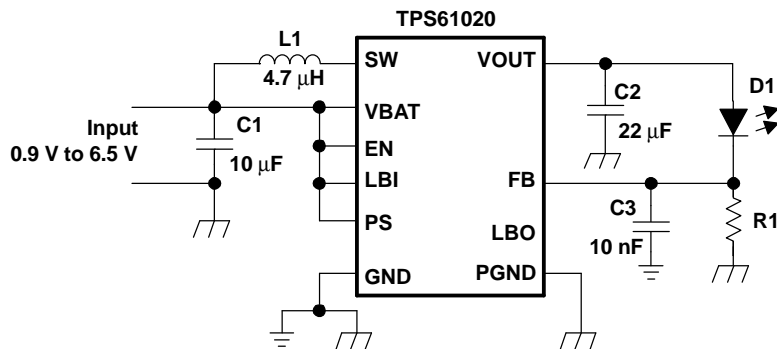 TPS61020
L1
4.7 μH
SW
VOUT
D1
Input
0.9 V to 6.5 V
C1
10 μF
VBAT
EN
LBI
PS
GND
C2
22 μF
FB
C3
10 nF
LBO
PGND
R1